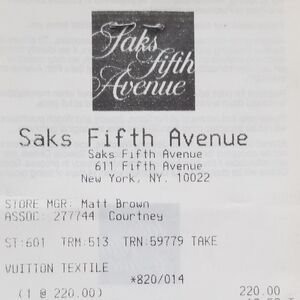 Saks
fifth
Avenue
Saks Fifth Avenue
Saks Fifth Avenue
611 Fifth Avenue
New York, NY. 10022
STORE MGR: Matt Brown
ASSOC: 277744 Courtney
ST:601 TRM:513 TRN:59779 TAKE
VUITTON TEXTILE
*820/014
(1 @ 220.00) 220.00